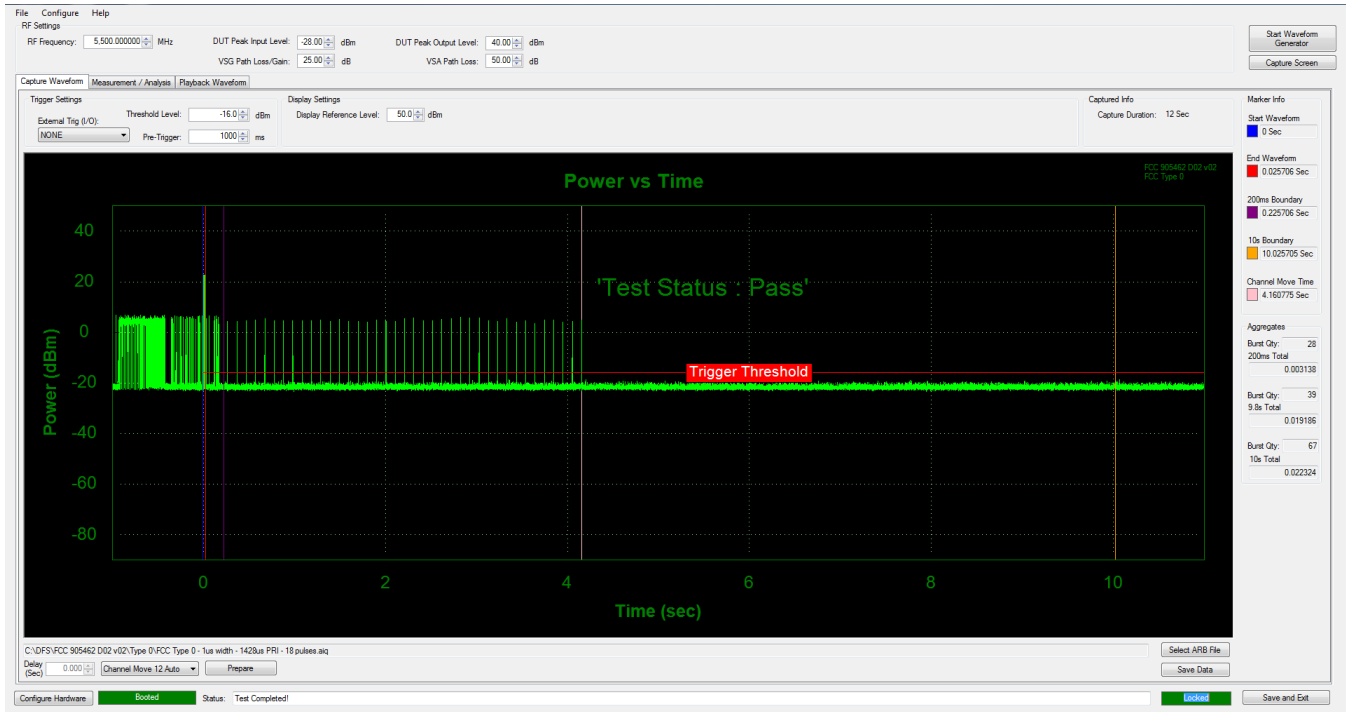 File Configure Help
RF Settings
RF Frequency: 5,500.000000 MHz DUT Peak Input Level: -28.00 dBm DUT Peak Output Level: 40.00 dBm
VSG Path Loss/Gain: 25.00 dB VSA Path Loss: 50.00 dB
Start Waveform
Generator
Capture Screen
Capture Waveform Measurement / Analysis Playback Waveform
Trigger Settings
External Trig (I/O):
NONE
Threshold Level: -16.0 dBm
Pre-Trigger: 1000 ms
Display Settings
Display Reference Level: 50.0 dBm
Captured Info
Capture Duration: 12 Sec
Marker Info
Start Waveform
0 Sec
End Waveform
0.025706 Sec
200ms Boundary
0.225706 Sec
10s Boundary
10.025705 Sec
Channel Move Time
4.160775 Sec
Aggregates
Burst Qty: 28
200ms Total
0.003138
Burst Qty: 39
9.8s Total
0.019186
Burst Qty: 67
10s Total
0.022324
Power vs Time
FCC 905462 D02 v02
FCC Type 0
'Test Status : Pass'
Trigger Threshold
Power (dBm)
40
20
0
-20
-40
-60
-80
0 2 4 6 8 10
Time (sec)
C:\DFS\FCC 905462 D02 v02\Type 0\FCC Type 0 - 1us width - 1428us PRI - 18 pulses.aiq
Select ARB File
Delay
(Sec) 0.000 Channel Move 12 Auto Prepare
Save Data
Configure Hardware Booted Status: Test Completed! Locked Save and Exit